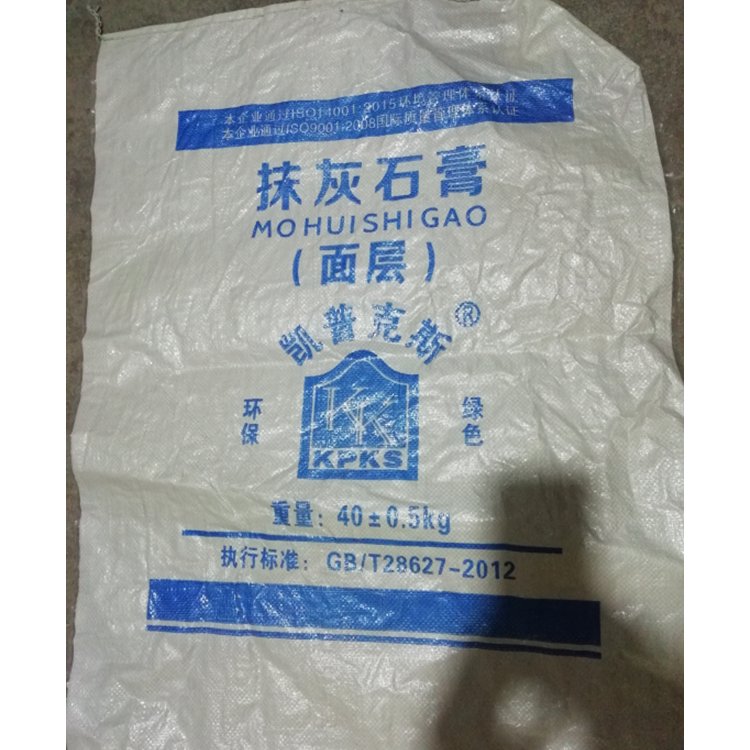 本企业通过ISO14001:2015环境管理体系认证
本企业通过ISO9001:2008国际质量管理体系认证
抹灰石膏
MOHUISHIGAO
(面层)
凯普克斯®
环保
绿色
KK
KPKS
重量: 40±0.5kg
执行标准: GB/T28627-2012